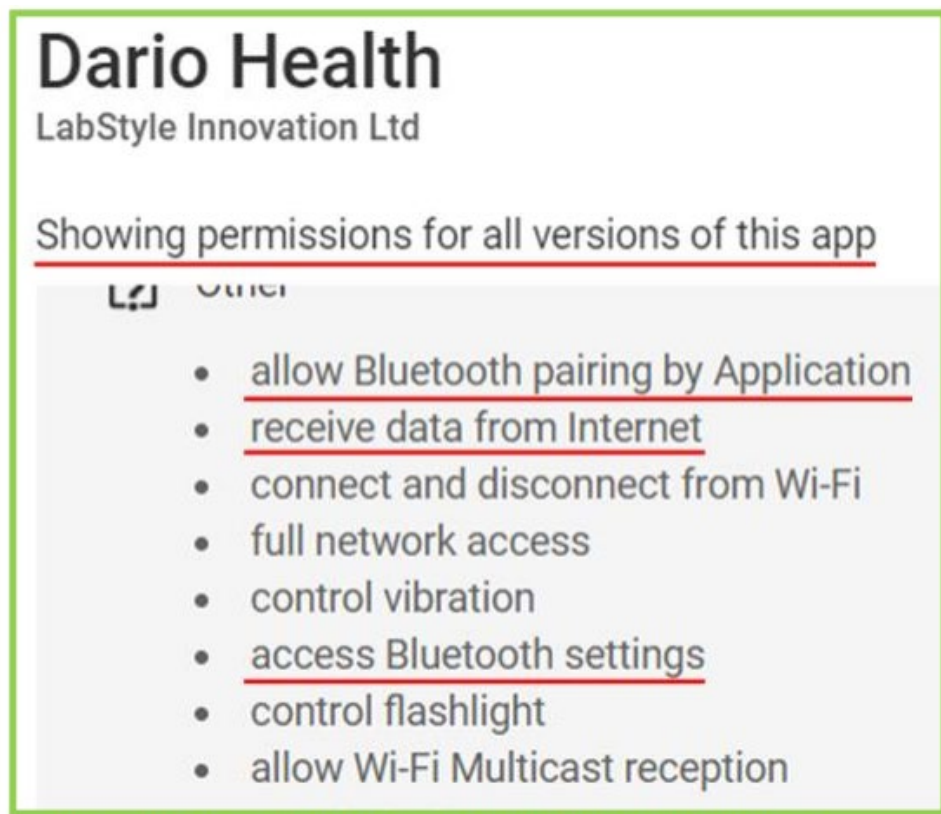 Dario Health
LabStyle Innovation Ltd
Showing permissions for all versions of this app
Other
• allow Bluetooth pairing by Application
• receive data from Internet
• connect and disconnect from Wi-Fi
• full network access
• control vibration
• access Bluetooth settings
• control flashlight
• allow Wi-Fi Multicast reception